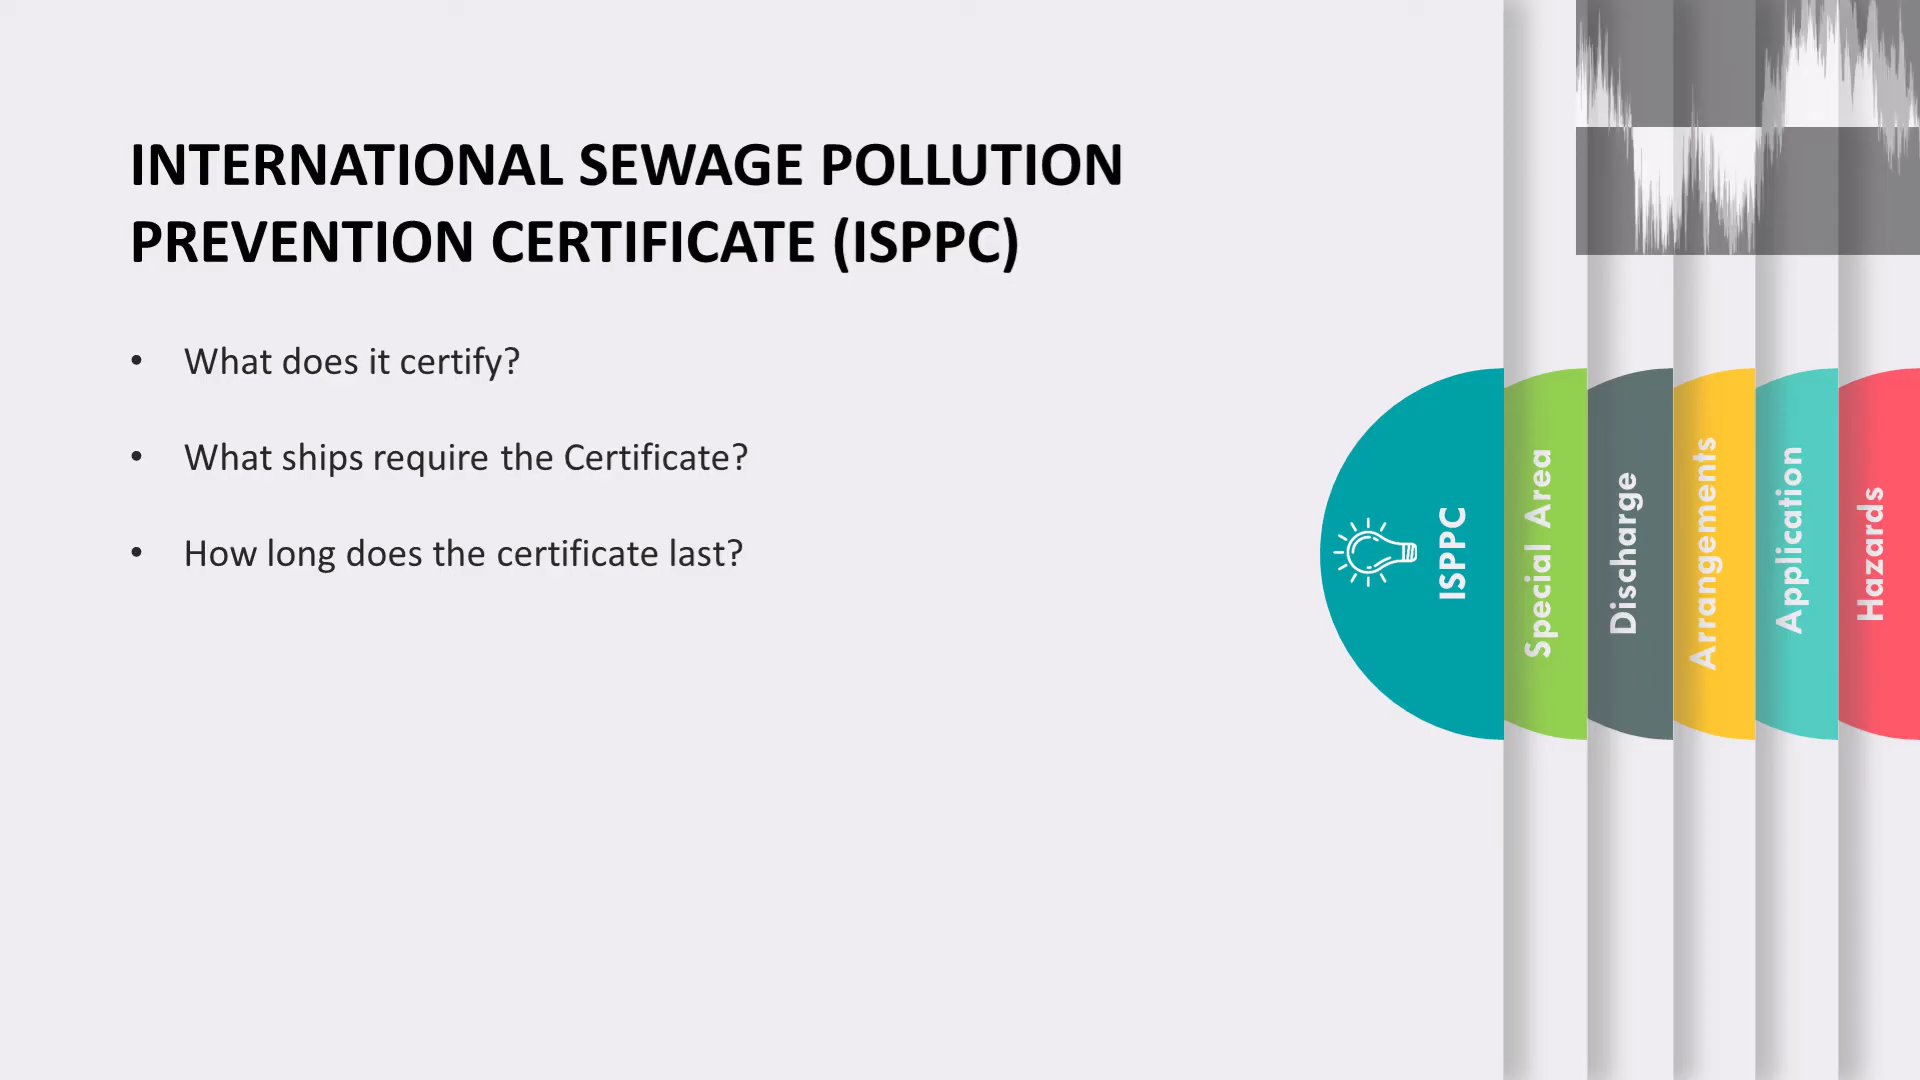 INTERNATIONAL SEWAGE POLLUTION
PREVENTION CERTIFICATE (ISPPC)
• What does it certify?
• What ships require the Certificate?
• How long does the certificate last?
ISPPC
Special Area
Discharge
Arrangements
Application
Hazards